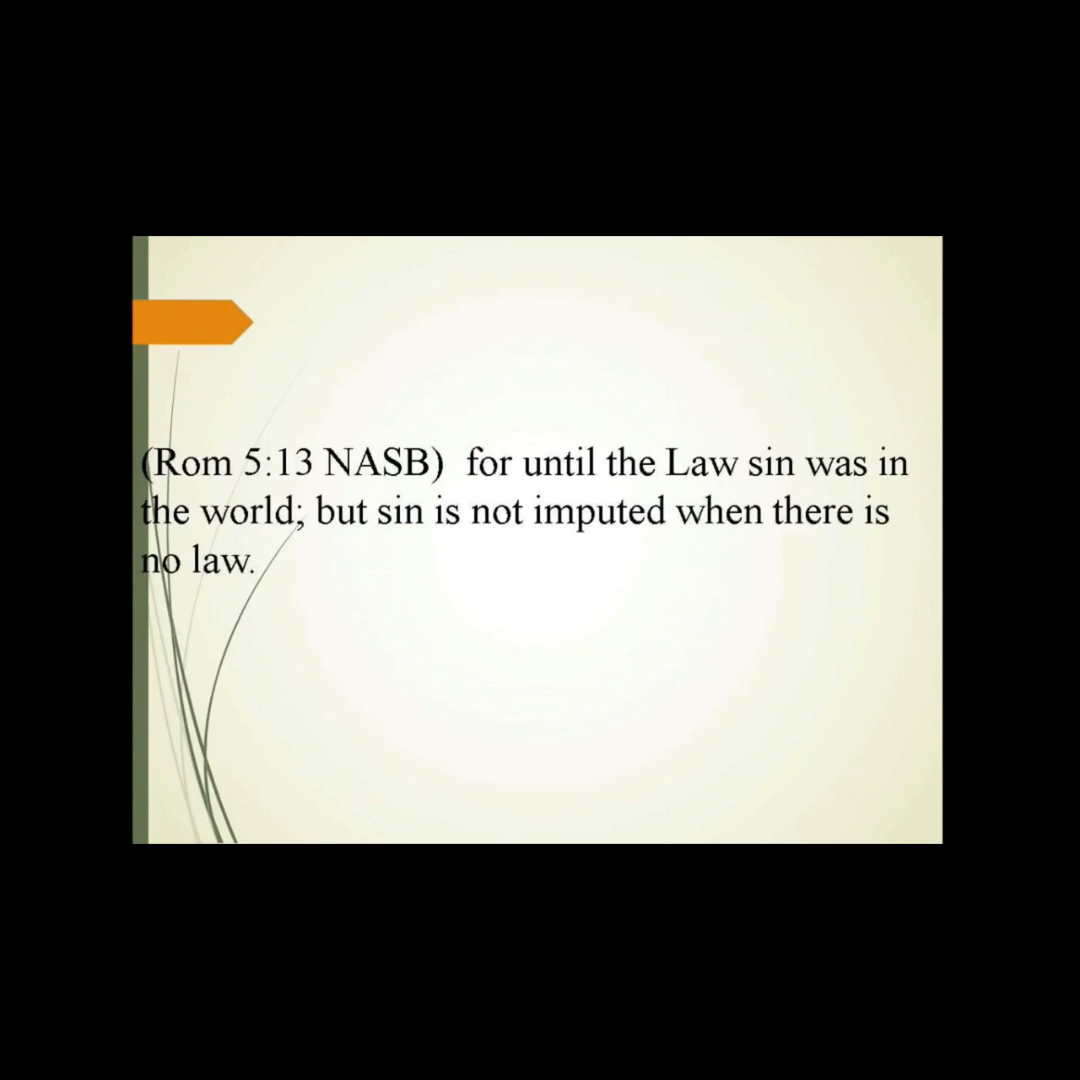 (Rom 5:13 NASB)  for until the Law sin was in
the world; but sin is not imputed when there is
no law.